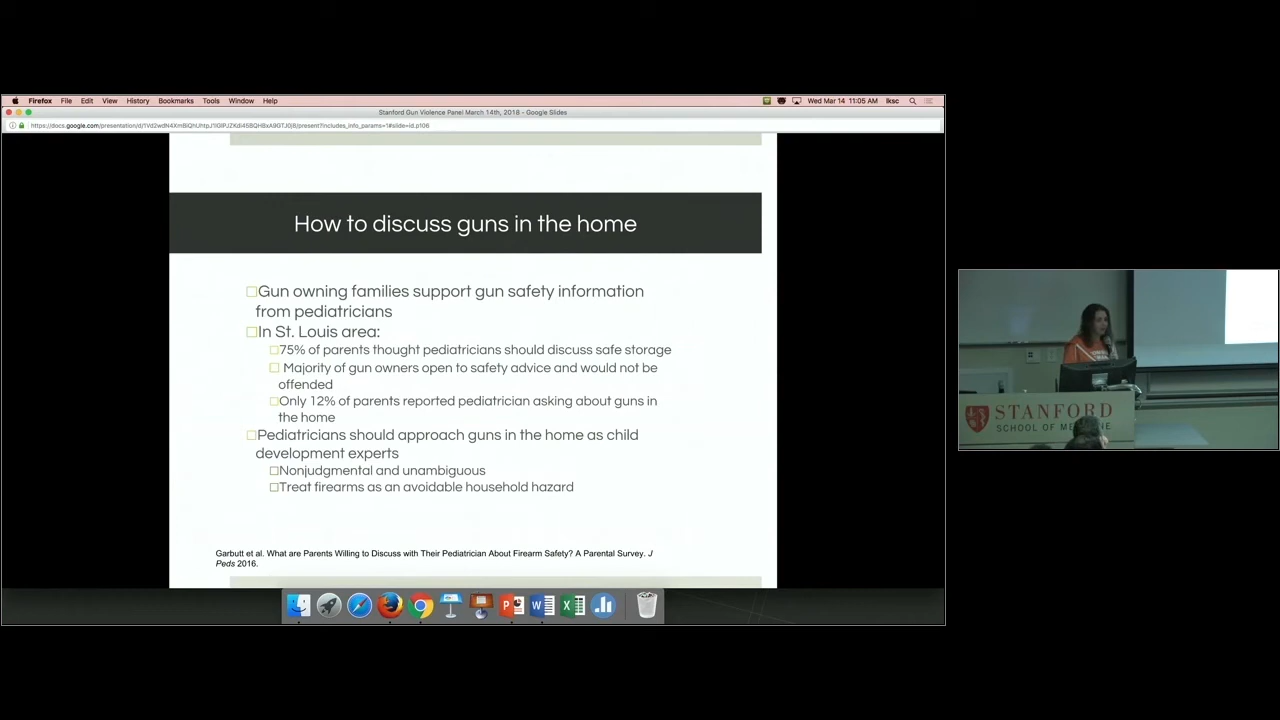 Firefox File Edit View History Bookmarks Tools Window Help
Wed Mar 14 11:05 AM lksc
Stanford Gun Violence Panel March 14th, 2018 - Google Slides
How to discuss guns in the home
Gun owning families support gun safety information
from pediatricians
In St. Louis area:
75% of parents thought pediatricians should discuss safe storage
Majority of gun owners open to safety advice and would not be
offended
Only 12% of parents reported pediatrician asking about guns in
the home
Pediatricians should approach guns in the home as child
development experts
Nonjudgmental and unambiguous
Treat firearms as an avoidable household hazard
Garbutt et al. What are Parents Willing to Discuss with Their Pediatrician About Firearm Safety? A Parental Survey. J
Peds 2016.
STANFORD
SCHOOL OF